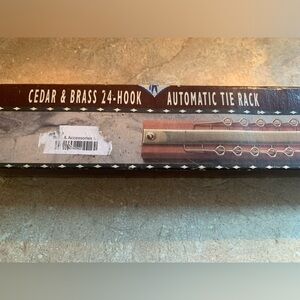 CEDAR & BRASS 24-HOOK AUTOMATIC TIE RACK
& Accessories